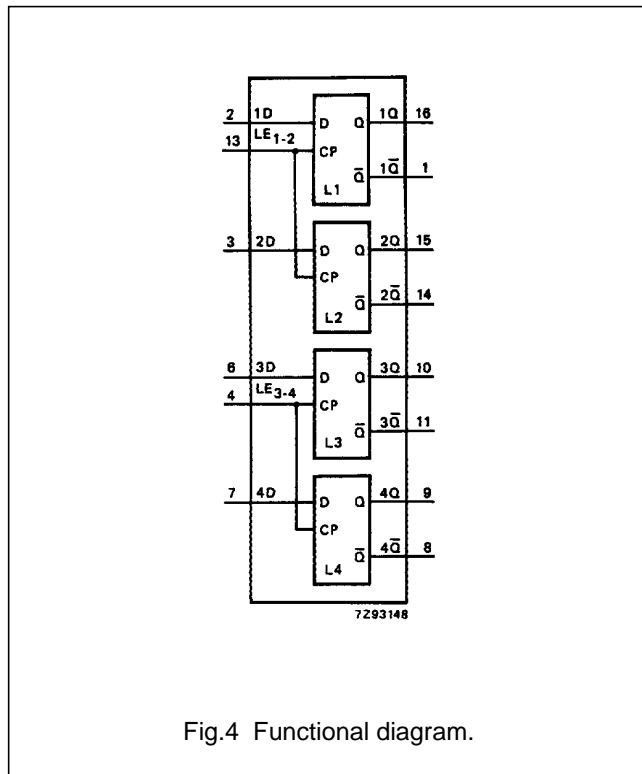 2 1D D Q 1Q 16
13 LE1-2 CP
Q̅ 1Q̅ 1
L1
3 2D D Q 2Q 15
CP
Q̅ 2Q̅ 14
L2
6 3D D Q 3Q 10
4 LE3-4 CP
Q̅ 3Q̅ 11
L3
7 4D D Q 4Q 9
CP
Q̅ 4Q̅ 8
L4
7Z93148
Fig.4 Functional diagram.